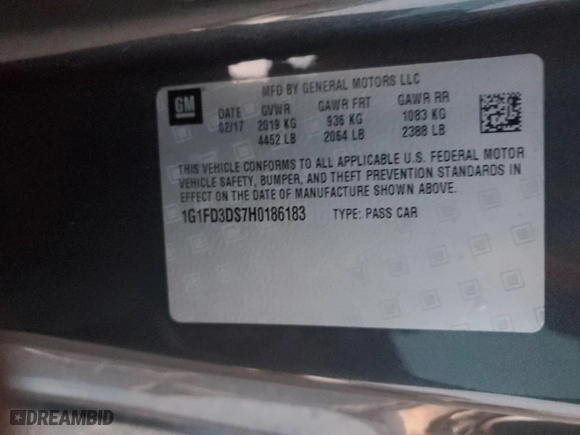 MFD BY GENERAL MOTORS LLC
GM
DATE GVWR GAWR FRT GAWR RR
02/17 2019 KG 936 KG 1083 KG
4452 LB 2064 LB 2388 LB
THIS VEHICLE CONFORMS TO ALL APPLICABLE U.S. FEDERAL MOTOR
VEHICLE SAFETY, BUMPER, AND THEFT PREVENTION STANDARDS IN
EFFECT ON THE DATE OF MANUFACTURE SHOWN ABOVE.
1G1FD3DS7H0186183 TYPE: PASS CAR
DREAMBID